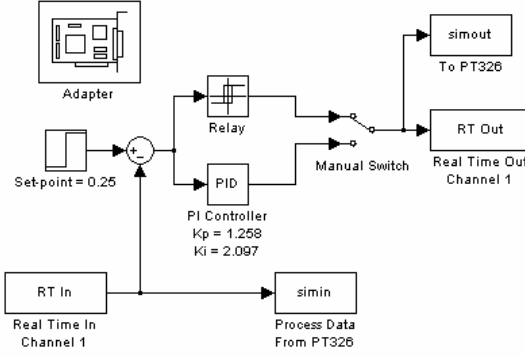 simout
To PT326
Adapter
Relay
RT Out
Real Time Out
Channel 1
Manual Switch
Set-point = 0.25
PID
PI Controller
Kp = 1.258
Ki = 2.097
RT In
Real Time In
Channel 1
simin
Process Data
From PT326